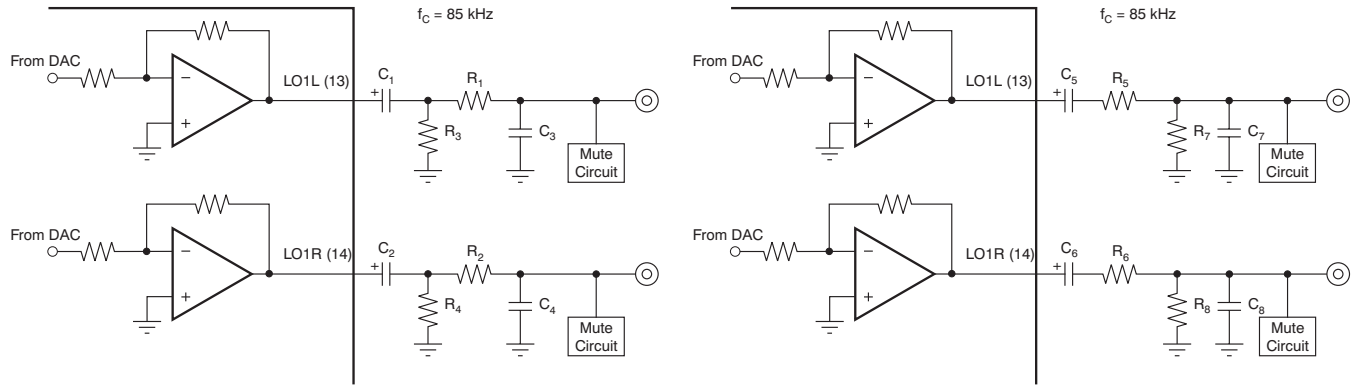 f_C = 85 kHz
From DAC
−
+
LO1L (13)
+
C₁
R₁
R₃
C₃
Mute
Circuit
From DAC
−
+
LO1R (14)
+
C₂
R₂
R₄
C₄
Mute
Circuit
f_C = 85 kHz
From DAC
−
+
LO1L (13)
+
C₅
R₅
R₇
C₇
Mute
Circuit
From DAC
−
+
LO1R (14)
+
C₆
R₆
R₈
C₈
Mute
Circuit